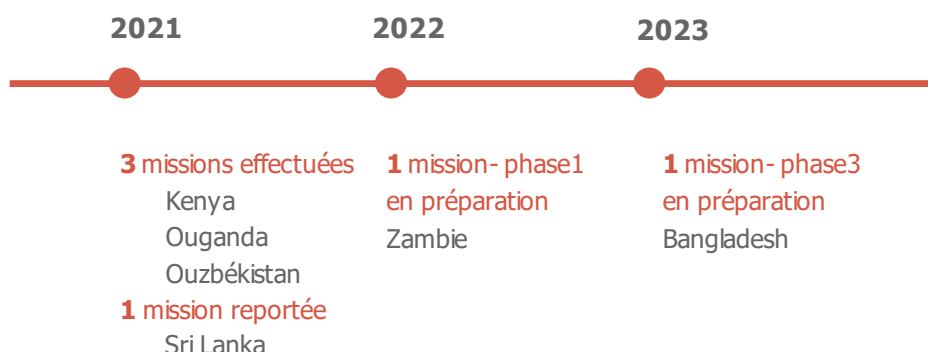 2021
2022
2023
3 missions effectuées
Kenya
Ouganda
Ouzbékistan
1 mission reportée
Sri Lanka
1 mission- phase1
en préparation
Zambie
1 mission- phase3
en préparation
Bangladesh